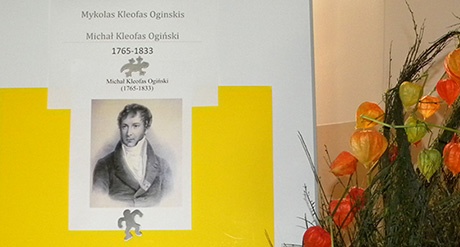 Mykolas Kleofas Oginskis
Michał Kleofas Ogiński
1765-1833
Michał Kleofas Ogiński
(1765-1833)